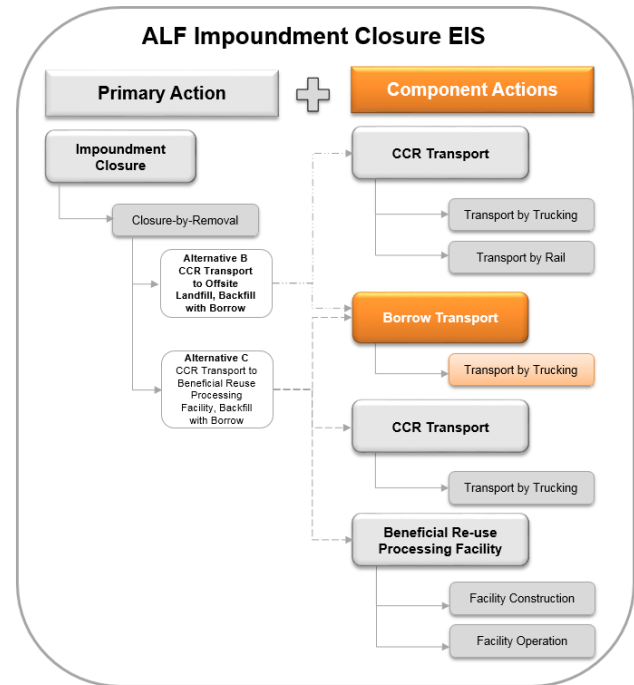 ALF Impoundment Closure EIS
Primary Action
Component Actions
Impoundment
Closure
Closure-by-Removal
Alternative B
CCR Transport
to Offsite
Landfill, Backfill
with Borrow
Alternative C
CCR Transport to
Beneficial Reuse
Processing
Facility, Backfill
with Borrow
CCR Transport
Transport by Trucking
Transport by Rail
Borrow Transport
Transport by Trucking
CCR Transport
Transport by Trucking
Beneficial Re-use
Processing Facility
Facility Construction
Facility Operation